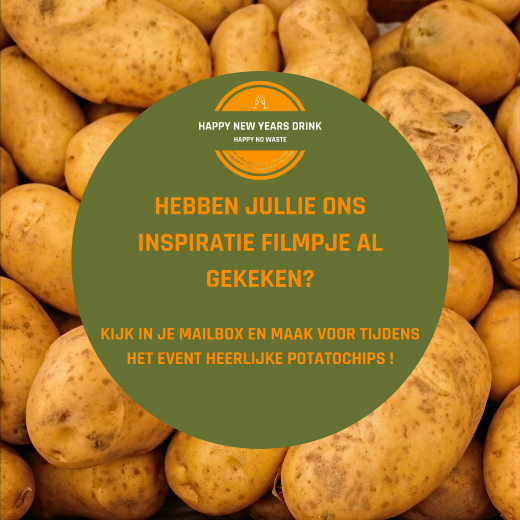 HAPPY NEW YEARS DRINK
HAPPY NO WASTE
HEBBEN JULLIE ONS
INSPIRATIE FILMPJE AL
GEKEKEN?
KIJK IN JE MAILBOX EN MAAK VOOR TIJDENS
HET EVENT HEERLIJKE POTATOCHIPS !